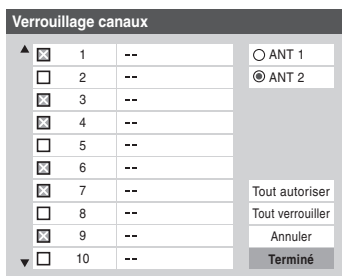 Verrouillage canaux
1 -- ANT 1
2 -- ANT 2
3 --
4 --
5 --
6 --
7 -- Tout autoriser
8 -- Tout verrouiller
9 -- Annuler
10 -- Terminé